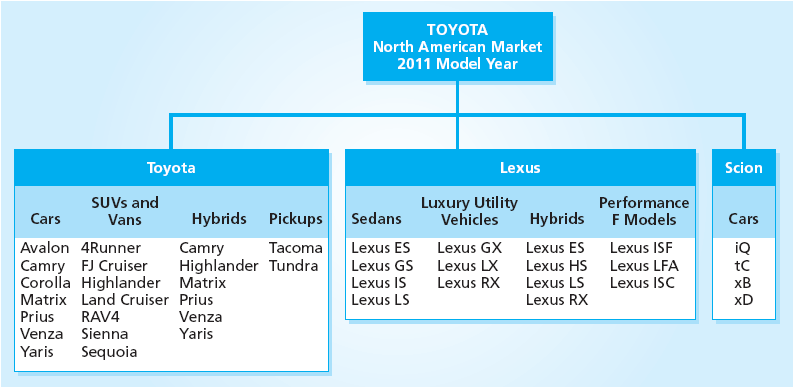 TOYOTA
North American Market
2011 Model Year
Toyota
Lexus
Scion
Cars
SUVs and
Vans
Hybrids
Pickups
Sedans
Luxury Utility
Vehicles
Hybrids
Performance
F Models
Cars
Avalon 4Runner Camry Tacoma Lexus ES Lexus GX Lexus ES Lexus ISF iQ
Camry FJ Cruiser Highlander Tundra Lexus GS Lexus LX Lexus HS Lexus LFA tC
Corolla Highlander Matrix Lexus IS Lexus RX Lexus LS Lexus ISC xB
Matrix Land Cruiser Prius Lexus LS Lexus RX xD
Prius RAV4 Venza
Venza Sienna Yaris
Yaris Sequoia